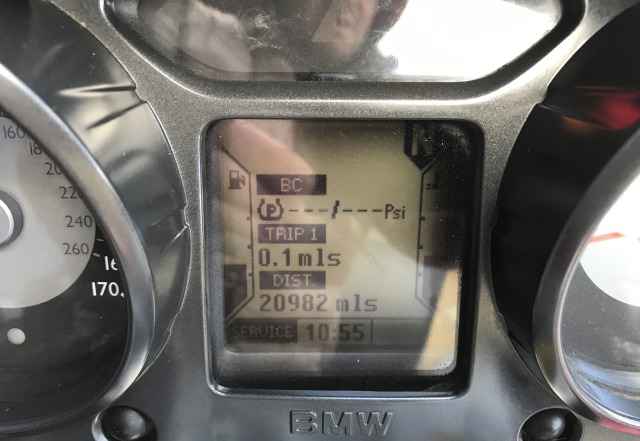 160
180
200
220
240
260
170
BC
(P)---/---Psi
TRIP 1
0.1 mls
DIST
20982 mls
SERVICE 10:55
BMW